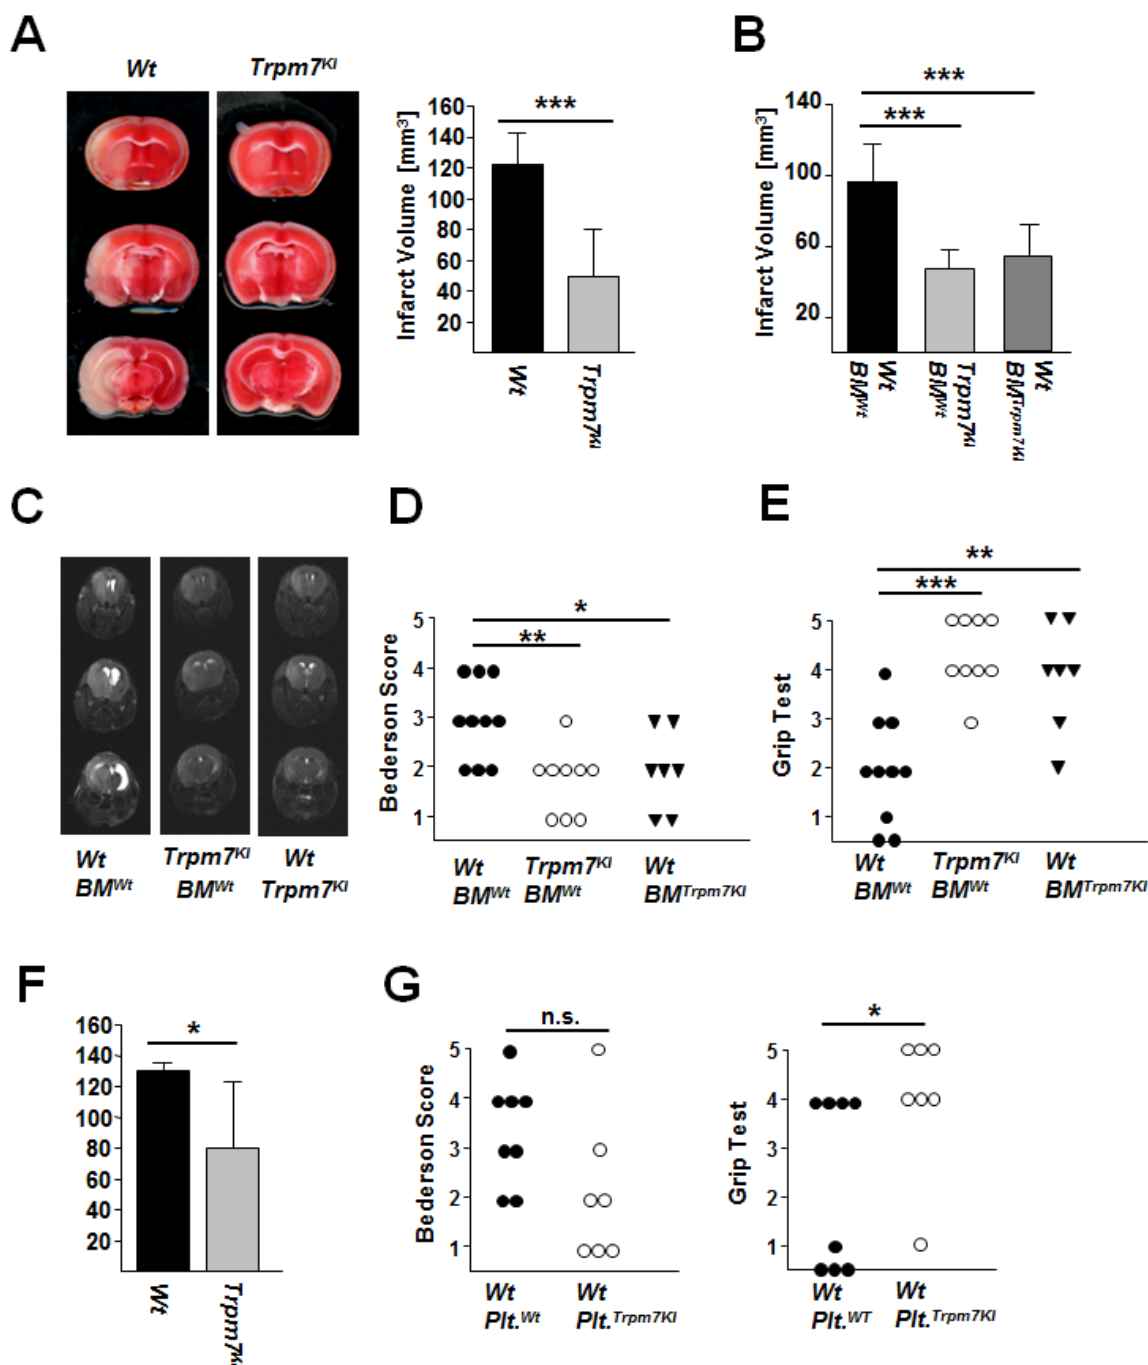 A
Wt Trpm7KI
Infarct Volume [mm3]
160
140
120
100
80
60
40
20
***
Wt
Trpm7KI
B
Infarct Volume [mm3]
140
100
60
20
***
***
Wt
BMWt
Trpm7KI
BMWt
Wt
BMTrpm7KI
C
Wt Trpm7KI Wt
BMWt BMWt Trpm7KI
D
Bederson Score
5
4
3
2
1
*
**
Wt Trpm7KI Wt
BMWt BMWt BMTrpm7KI
E
Grip Test
5
4
3
2
1
**
***
Wt Trpm7KI Wt
BMWt BMWt BMTrpm7KI
F
160
140
120
100
80
60
40
20
*
Wt
Trpm7KI
G
Bederson Score
5
4
3
2
1
n.s.
Wt Wt
Plt.Wt Plt.Trpm7KI
Grip Test
5
4
3
2
1
*
Wt Wt
Plt.WT Plt.Trpm7KI